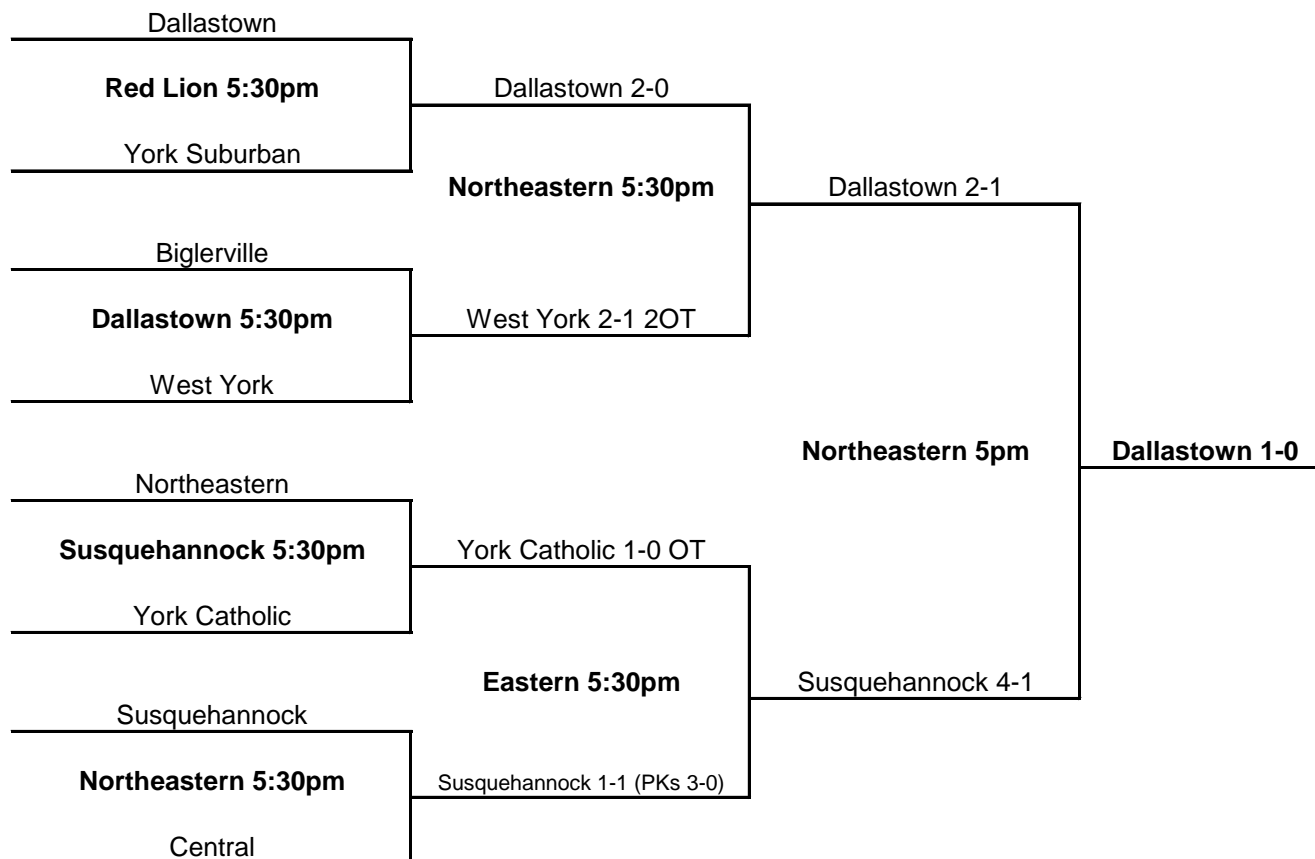 Dallastown
Red Lion 5:30pm
Dallastown 2-0
York Suburban
Northeastern 5:30pm
Dallastown 2-1
Biglerville
Dallastown 5:30pm
West York 2-1 2OT
West York
Northeastern 5pm
Dallastown 1-0
Northeastern
Susquehannock 5:30pm
York Catholic 1-0 OT
York Catholic
Eastern 5:30pm
Susquehannock 4-1
Susquehannock
Northeastern 5:30pm
Susquehannock 1-1 (PKs 3-0)
Central